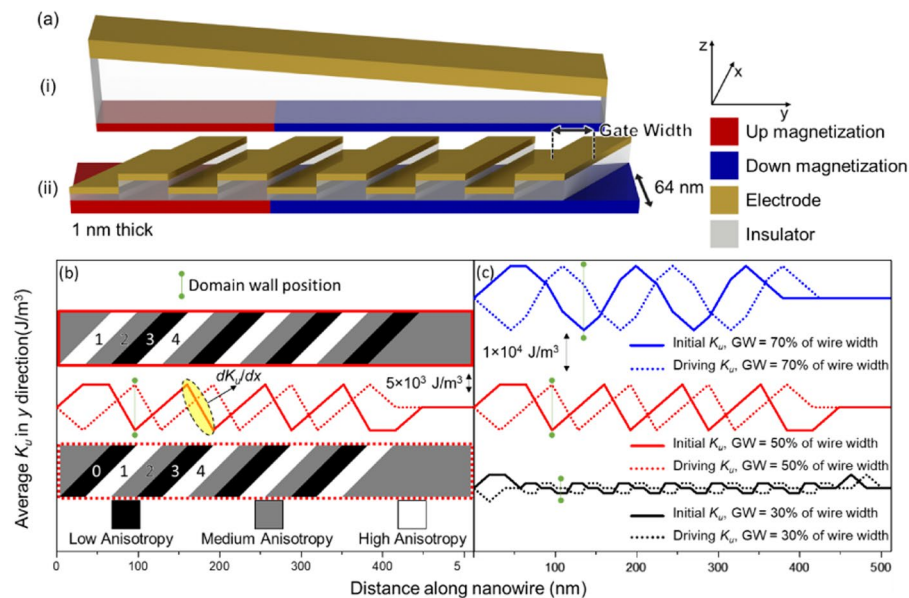 (a)
(i)
(ii)
1 nm thick
Gate Width
64 nm
z
x
y
Up magnetization
Down magnetization
Electrode
Insulator
(b)
Domain wall position
1 2 3 4
dKu/dx
5×10³ J/m³
0 1 2 3 4
Low Anisotropy
Medium Anisotropy
High Anisotropy
(c)
1×10⁴ J/m³
Initial Ku, GW = 70% of wire width
Driving Ku, GW = 70% of wire width
Initial Ku, GW = 50% of wire width
Driving Ku, GW = 50% of wire width
Initial Ku, GW = 30% of wire width
Driving Ku, GW = 30% of wire width
Average Ku in y direction(J/m³)
0 100 200 300 400 5
0 100 200 300 400 500
Distance along nanowire (nm)